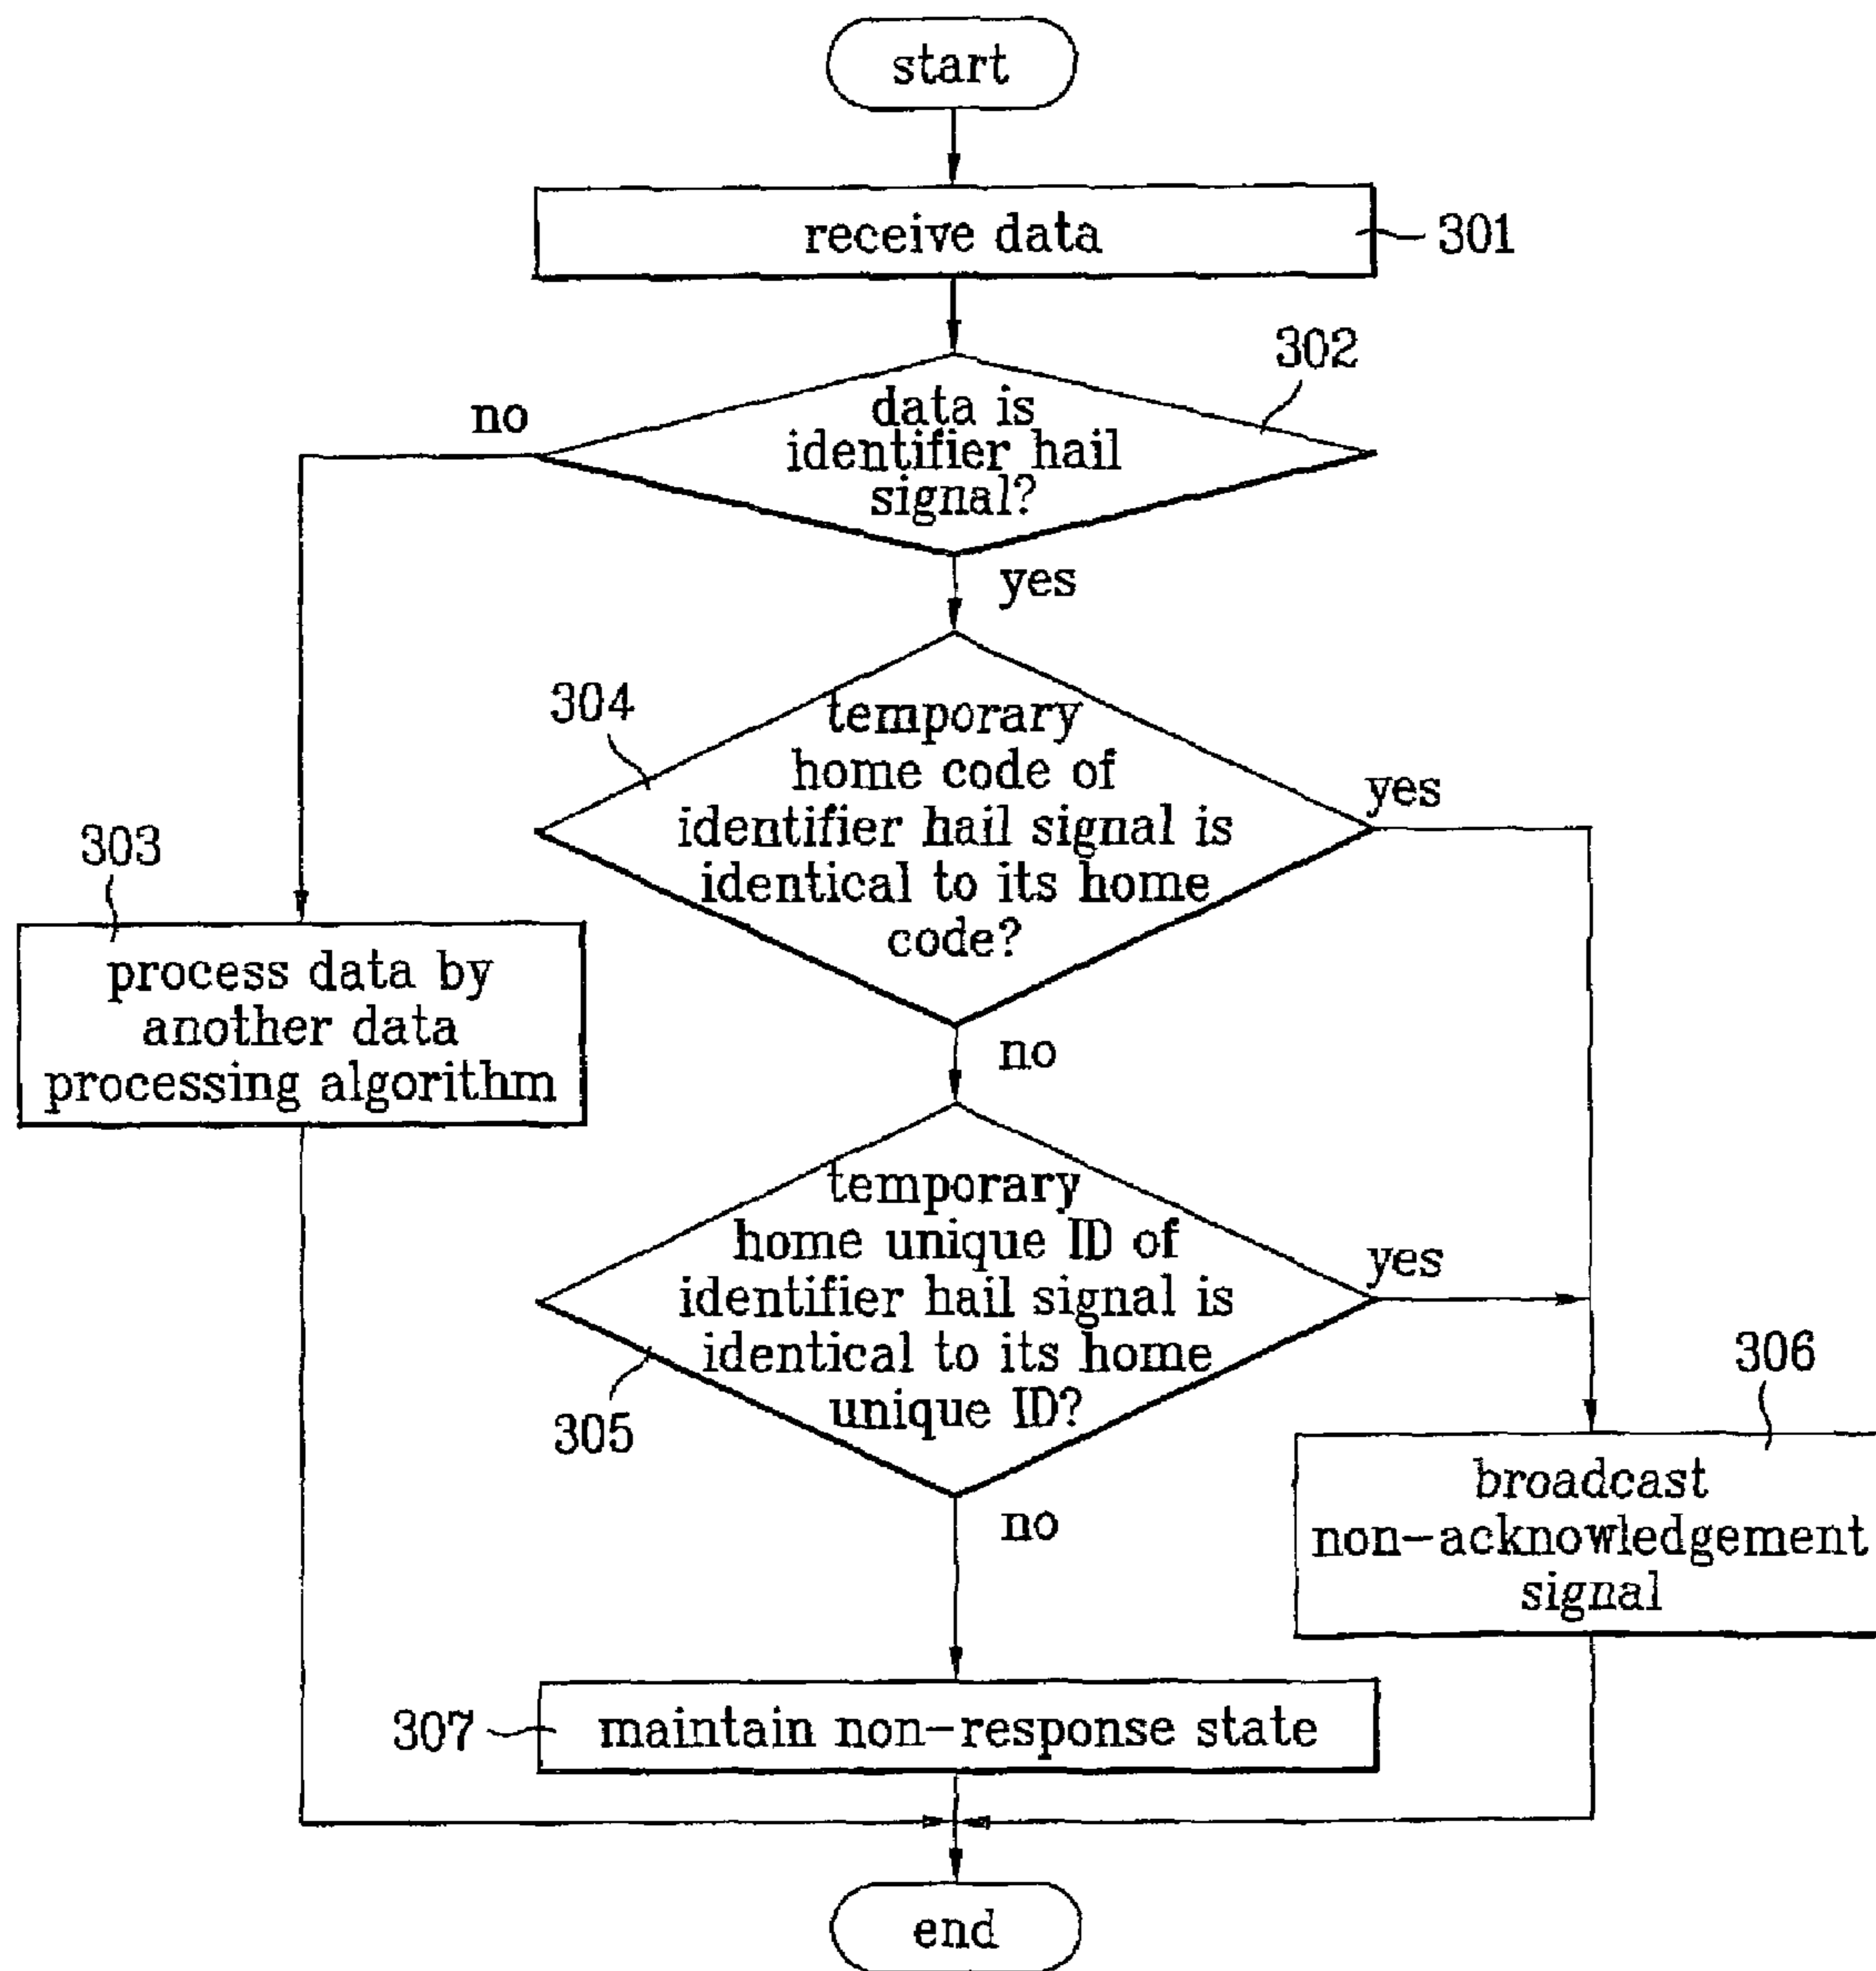 start
receive data
301
302
no
data is
identifier hail
signal?
yes
304
temporary
home code of
identifier hail signal is
identical to its home
code?
yes
303
process data by
another data
processing algorithm
no
temporary
home unique ID of
identifier hail signal is
identical to its home
unique ID?
yes
305
306
broadcast
non-acknowledgement
signal
no
307
maintain non-response state
end